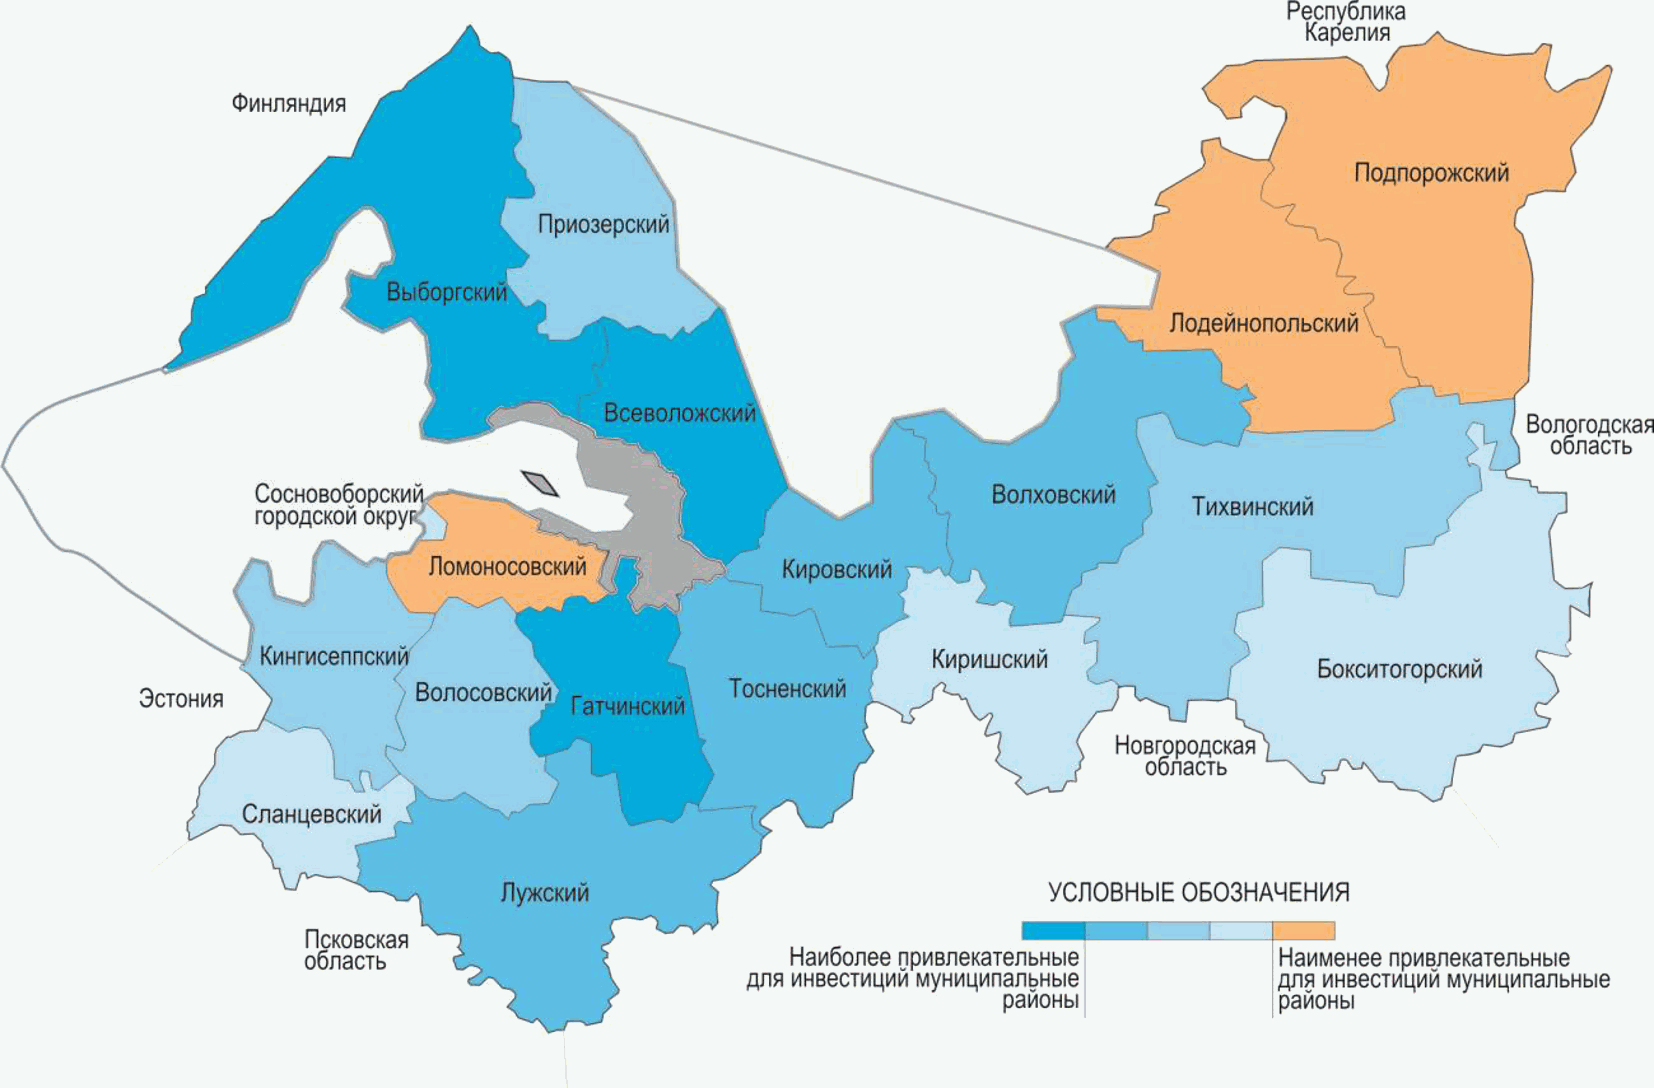 Республика
Карелия
Финляндия
Подпорожский
Приозерский
Выборгский
Лодейнопольский
Всеволожский
Вологодская
область
Сосновоборский
городской округ
Волховский
Тихвинский
Ломоносовский
Кировский
Кингисеппский
Киришский
Бокситогорский
Эстония
Волосовский
Гатчинский
Тосненский
Новгородская
область
Сланцевский
Лужский
Псковская
область
УСЛОВНЫЕ ОБОЗНАЧЕНИЯ
Наиболее привлекательные
для инвестиций муниципальные
районы
Наименее привлекательные
для инвестиций муниципальные
районы